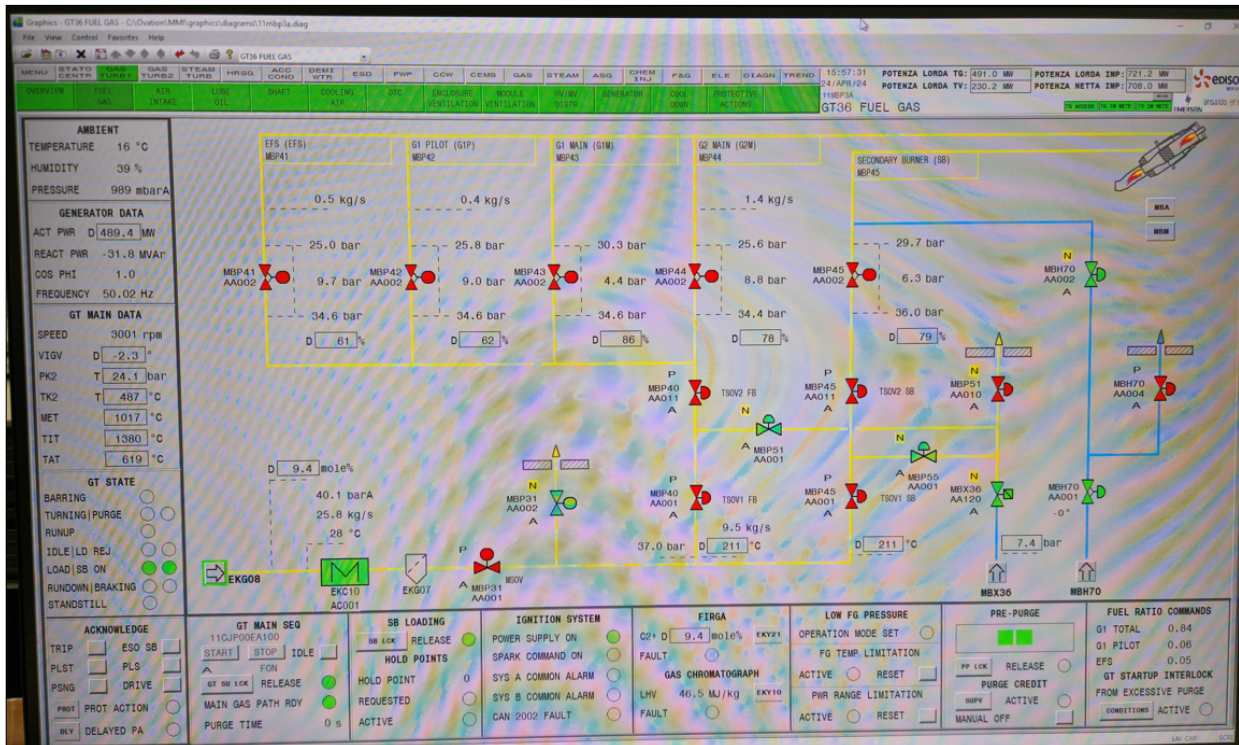 Graphics - GT36 FUEL GAS - C:\Ovation\MMI\graphics\diagrams\11mbp3a.diag
File View Control Favorites Help
GT36 FUEL GAS
MENU STATO CENTR GAS TURB1 GAS TURB2 STEAM TURB HRSG ACC COND DEMI WTR ESD FWP CCW CEMS GAS STEAM ASG CHEM INJ F&G ELE DIAGN TREND
OVERVIEW FUEL GAS AIR INTAKE LUBE OIL SHAFT COOLING AIR OTC ENCLOSURE VENTILATION MODULE VENTILATION HV/MV DISTR GENERATOR COOL DOWN PROTECTIVE ACTIONS
15:57:31
24/APR/24
11MBP3A
GT36 FUEL GAS
POTENZA LORDA TG: 491.0 MW POTENZA LORDA IMP: 721.2 MW
POTENZA LORDA TV: 230.2 MW POTENZA NETTA IMP: 708.0 MW
TG ACCESO TG IN RETE TV IN RETE
EMERSON
AMBIENT
TEMPERATURE 16 °C
HUMIDITY 39 %
PRESSURE 989 mbarA
GENERATOR DATA
ACT PWR D 489.4 MW
REACT PWR -31.8 MVAr
COS PHI 1.0
FREQUENCY 50.02 Hz
GT MAIN DATA
SPEED 3001 rpm
VIGV D -2.3 °
PK2 T 24.1 bar
TK2 T 487 °C
MET 1017 °C
TIT 1380 °C
TAT 619 °C
GT STATE
BARRING
TURNING|PURGE
RUNUP
IDLE|LD REJ
LOAD|SB ON
RUNDOWN|BRAKING
STANDSTILL
EFS (EFS)
MBP41
G1 PILOT (G1P)
MBP42
G1 MAIN (G1M)
MBP43
G2 MAIN (G2M)
MBP44
SECONDARY BURNER (SB)
MBP45
MBA
MBM
0.5 kg/s 0.4 kg/s 1.4 kg/s
25.0 bar 25.8 bar 30.3 bar 25.6 bar 29.7 bar
MBP41 AA002 MBP42 AA002 MBP43 AA002 MBP44 AA002 MBP45 AA002
9.7 bar 9.0 bar 4.4 bar 8.8 bar 6.3 bar
34.6 bar 34.6 bar 34.6 bar 34.4 bar 36.0 bar
D 61 % D 62 % D 86 % D 78 % D 79 %
N
MBH70
AA002
A
P
MBP40
AA011
A
TSOV2 FB
P
MBP45
AA011
A
TSOV2 SB
N
MBP51
AA010
A
MBH70
AA004
A
N
A
MBP51
AA001
N
A
MBP55
AA001
D 9.4 mole%
40.1 barA
25.8 kg/s
28 °C
N
MBP31
AA002
A
P
MBP40
AA001
A
TSOV1 FB
9.5 kg/s
37.0 bar D 211 °C
P
MBP45
AA001
A
TSOV1 SB
D 211 °C
N
MBX36
AA120
A
7.4 bar
N
MBH70
AA001
-0°
EKG08
EKC10
AC001
EKG07
P
A
MBP31
AA001
MSOV
MBX36
MBH70
ACKNOWLEDGE
TRIP ESO SB
PLST PLS
PSNG DRIVE
PROT PROT ACTION
DLY DELAYED PA
GT MAIN SEQ
11CJP00EA100
START STOP IDLE
A FON
GT SU LCK RELEASE
MAIN GAS PATH RDY
PURGE TIME 0 s
SB LOADING
SB LCK RELEASE
HOLD POINTS
HOLD POINT 0
REQUESTED
ACTIVE
IGNITION SYSTEM
POWER SUPPLY ON
SPARK COMMAND ON
SYS A COMMON ALARM
SYS B COMMON ALARM
CAN 2002 FAULT
FIRGA
C2+ D 9.4 mole% EKY21
FAULT
GAS CHROMATOGRAPH
LHV 46.5 MJ/kg EKY10
FAULT
LOW FG PRESSURE
OPERATION MODE SET
FG TEMP LIMITATION
ACTIVE RESET
PWR RANGE LIMITATION
ACTIVE RESET
PRE-PURGE
PP LCK RELEASE
PURGE CREDIT
SUPV ACTIVE
MANUAL OFF
FUEL RATIO COMMANDS
G1 TOTAL 0.84
G1 PILOT 0.06
EFS 0.05
GT STARTUP INTERLOCK
FROM EXCESSIVE PURGE
CONDITIONS ACTIVE